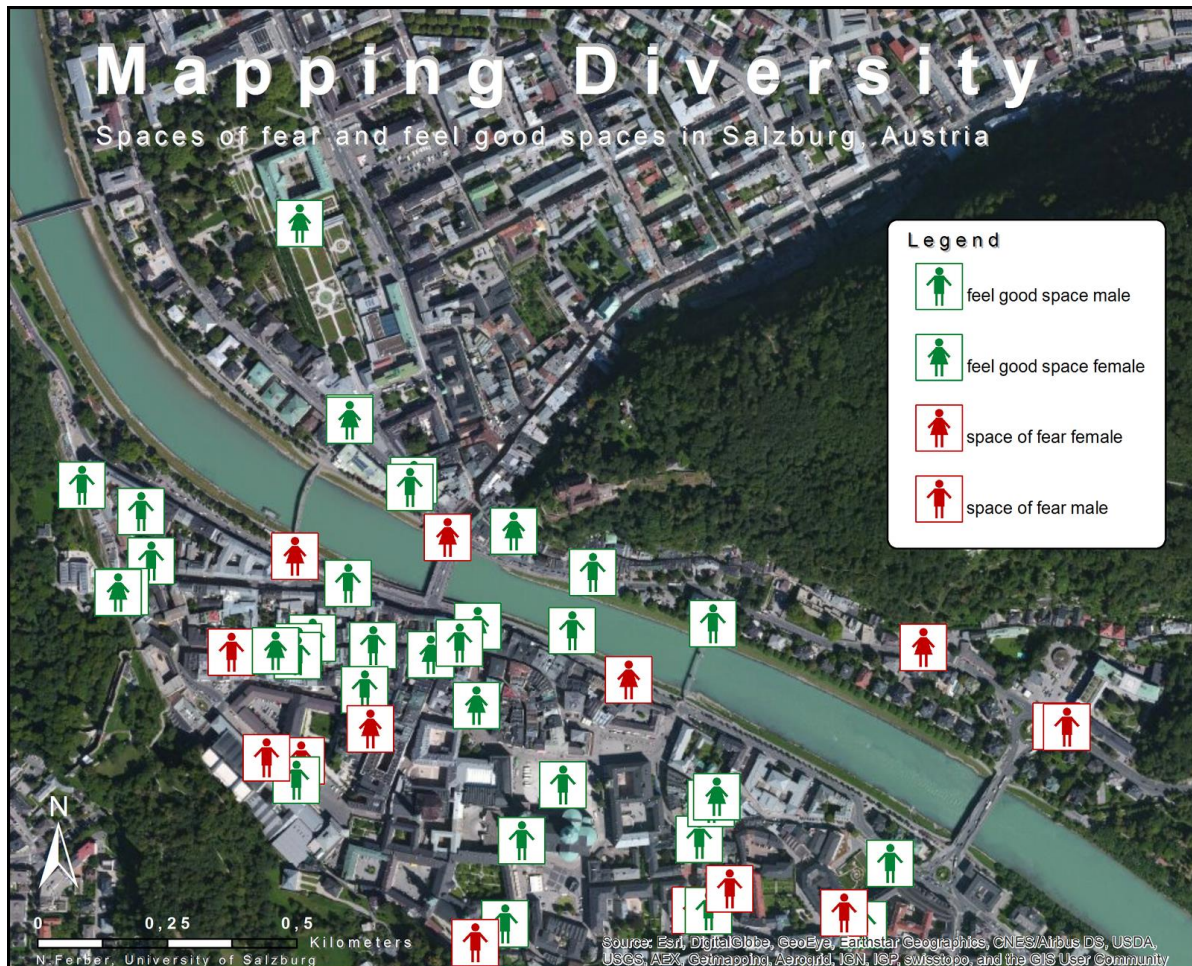 Mapping Diversity
Spaces of fear and feel good spaces in Salzburg, Austria
Legend
feel good space male
feel good space female
space of fear female
space of fear male
N
0 0,25 0,5
Kilometers
N.Ferber, University of Salzburg
Source: Esri, DigitalGlobe, GeoEye, Earthstar Geographics, CNES/Airbus DS, USDA,
USGS, AEX, Getmapping, Aerogrid, IGN, IGP, swisstopo, and the GIS User Community